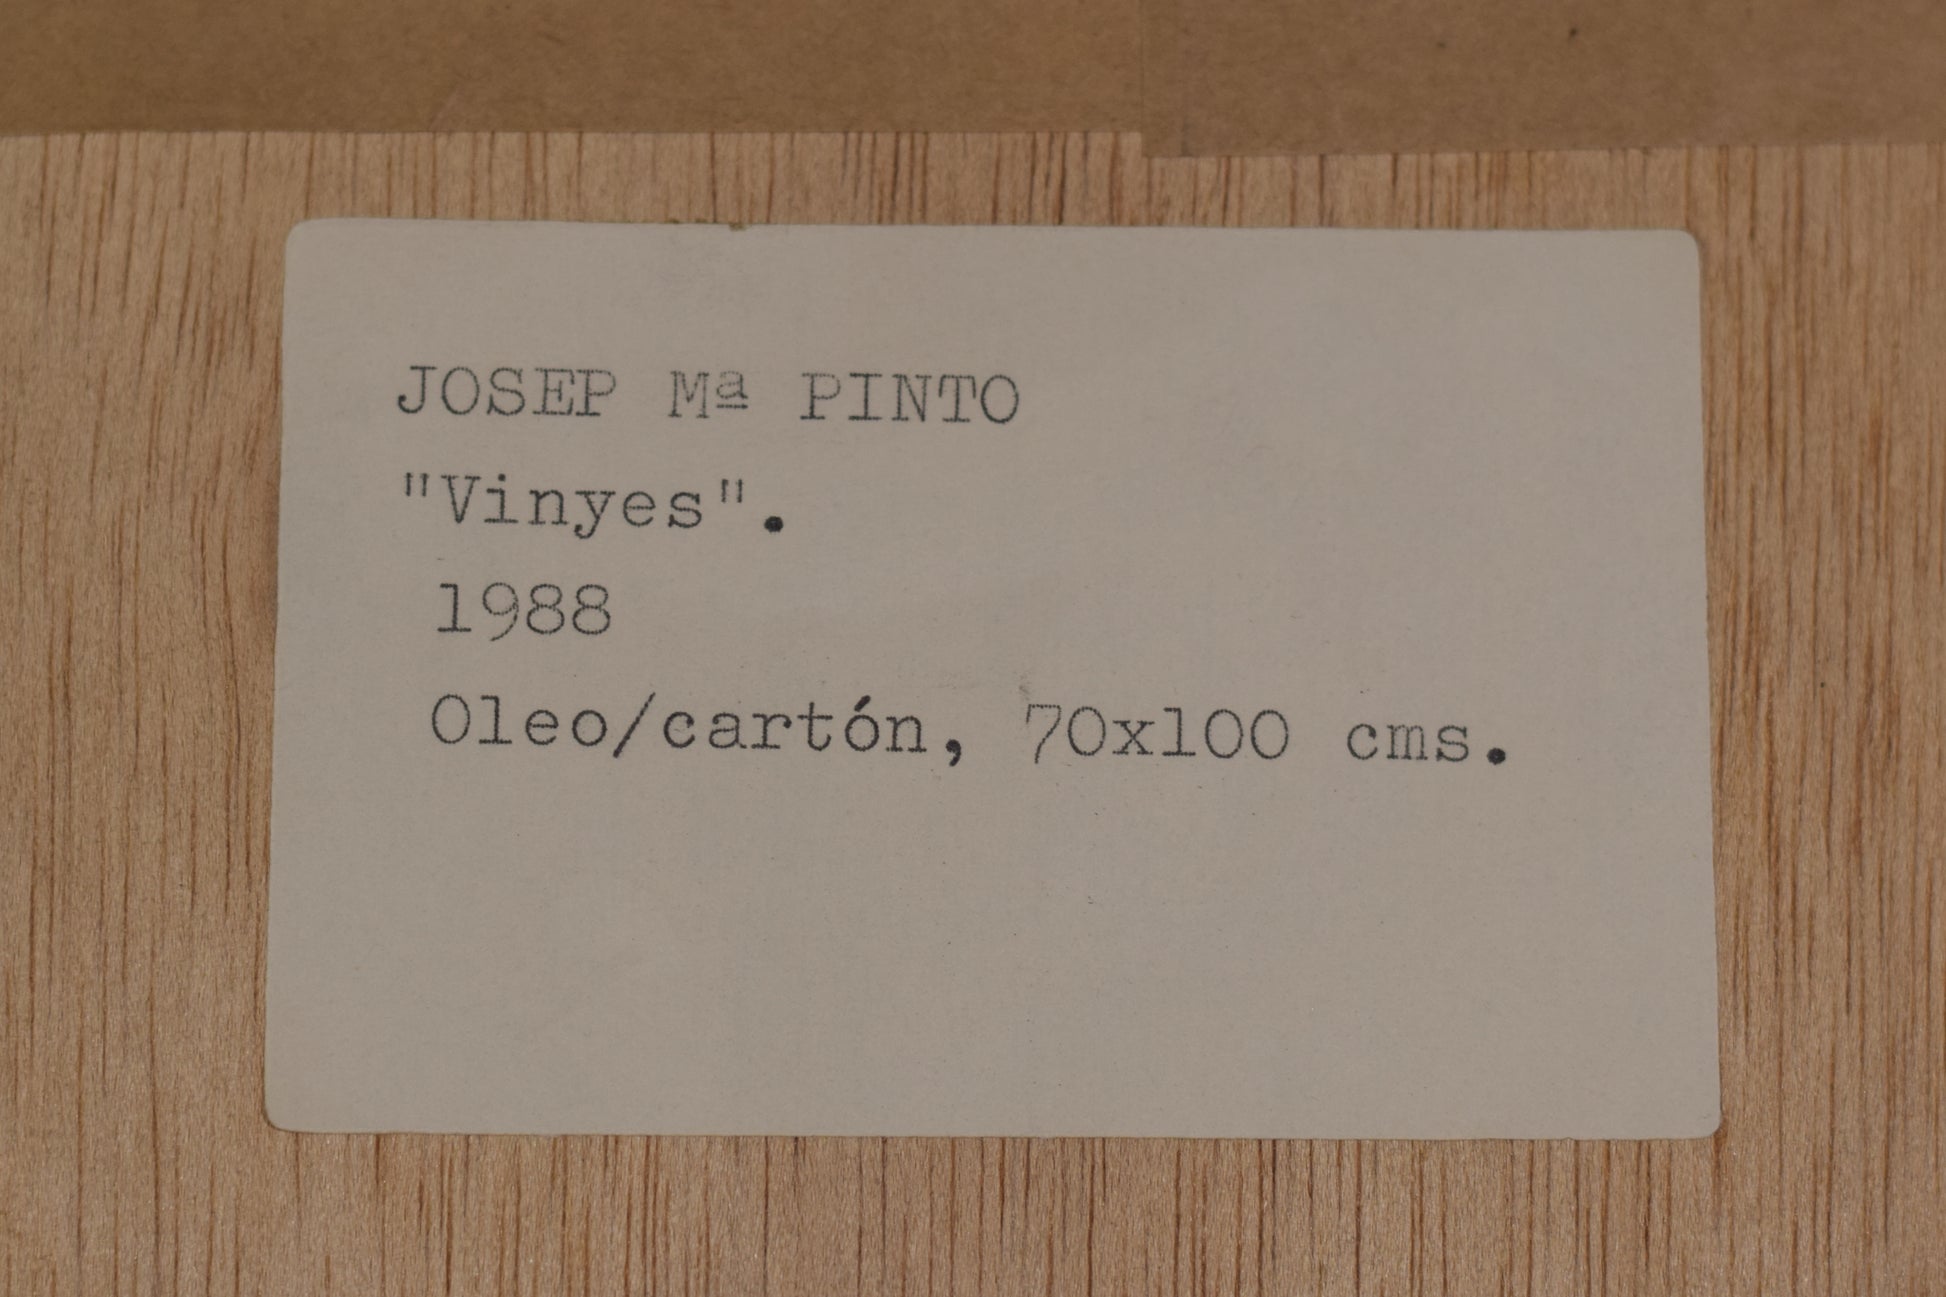 JOSEP Mª PINTO
"Vinyes".
1988
Oleo/cartón, 70x100 cms.